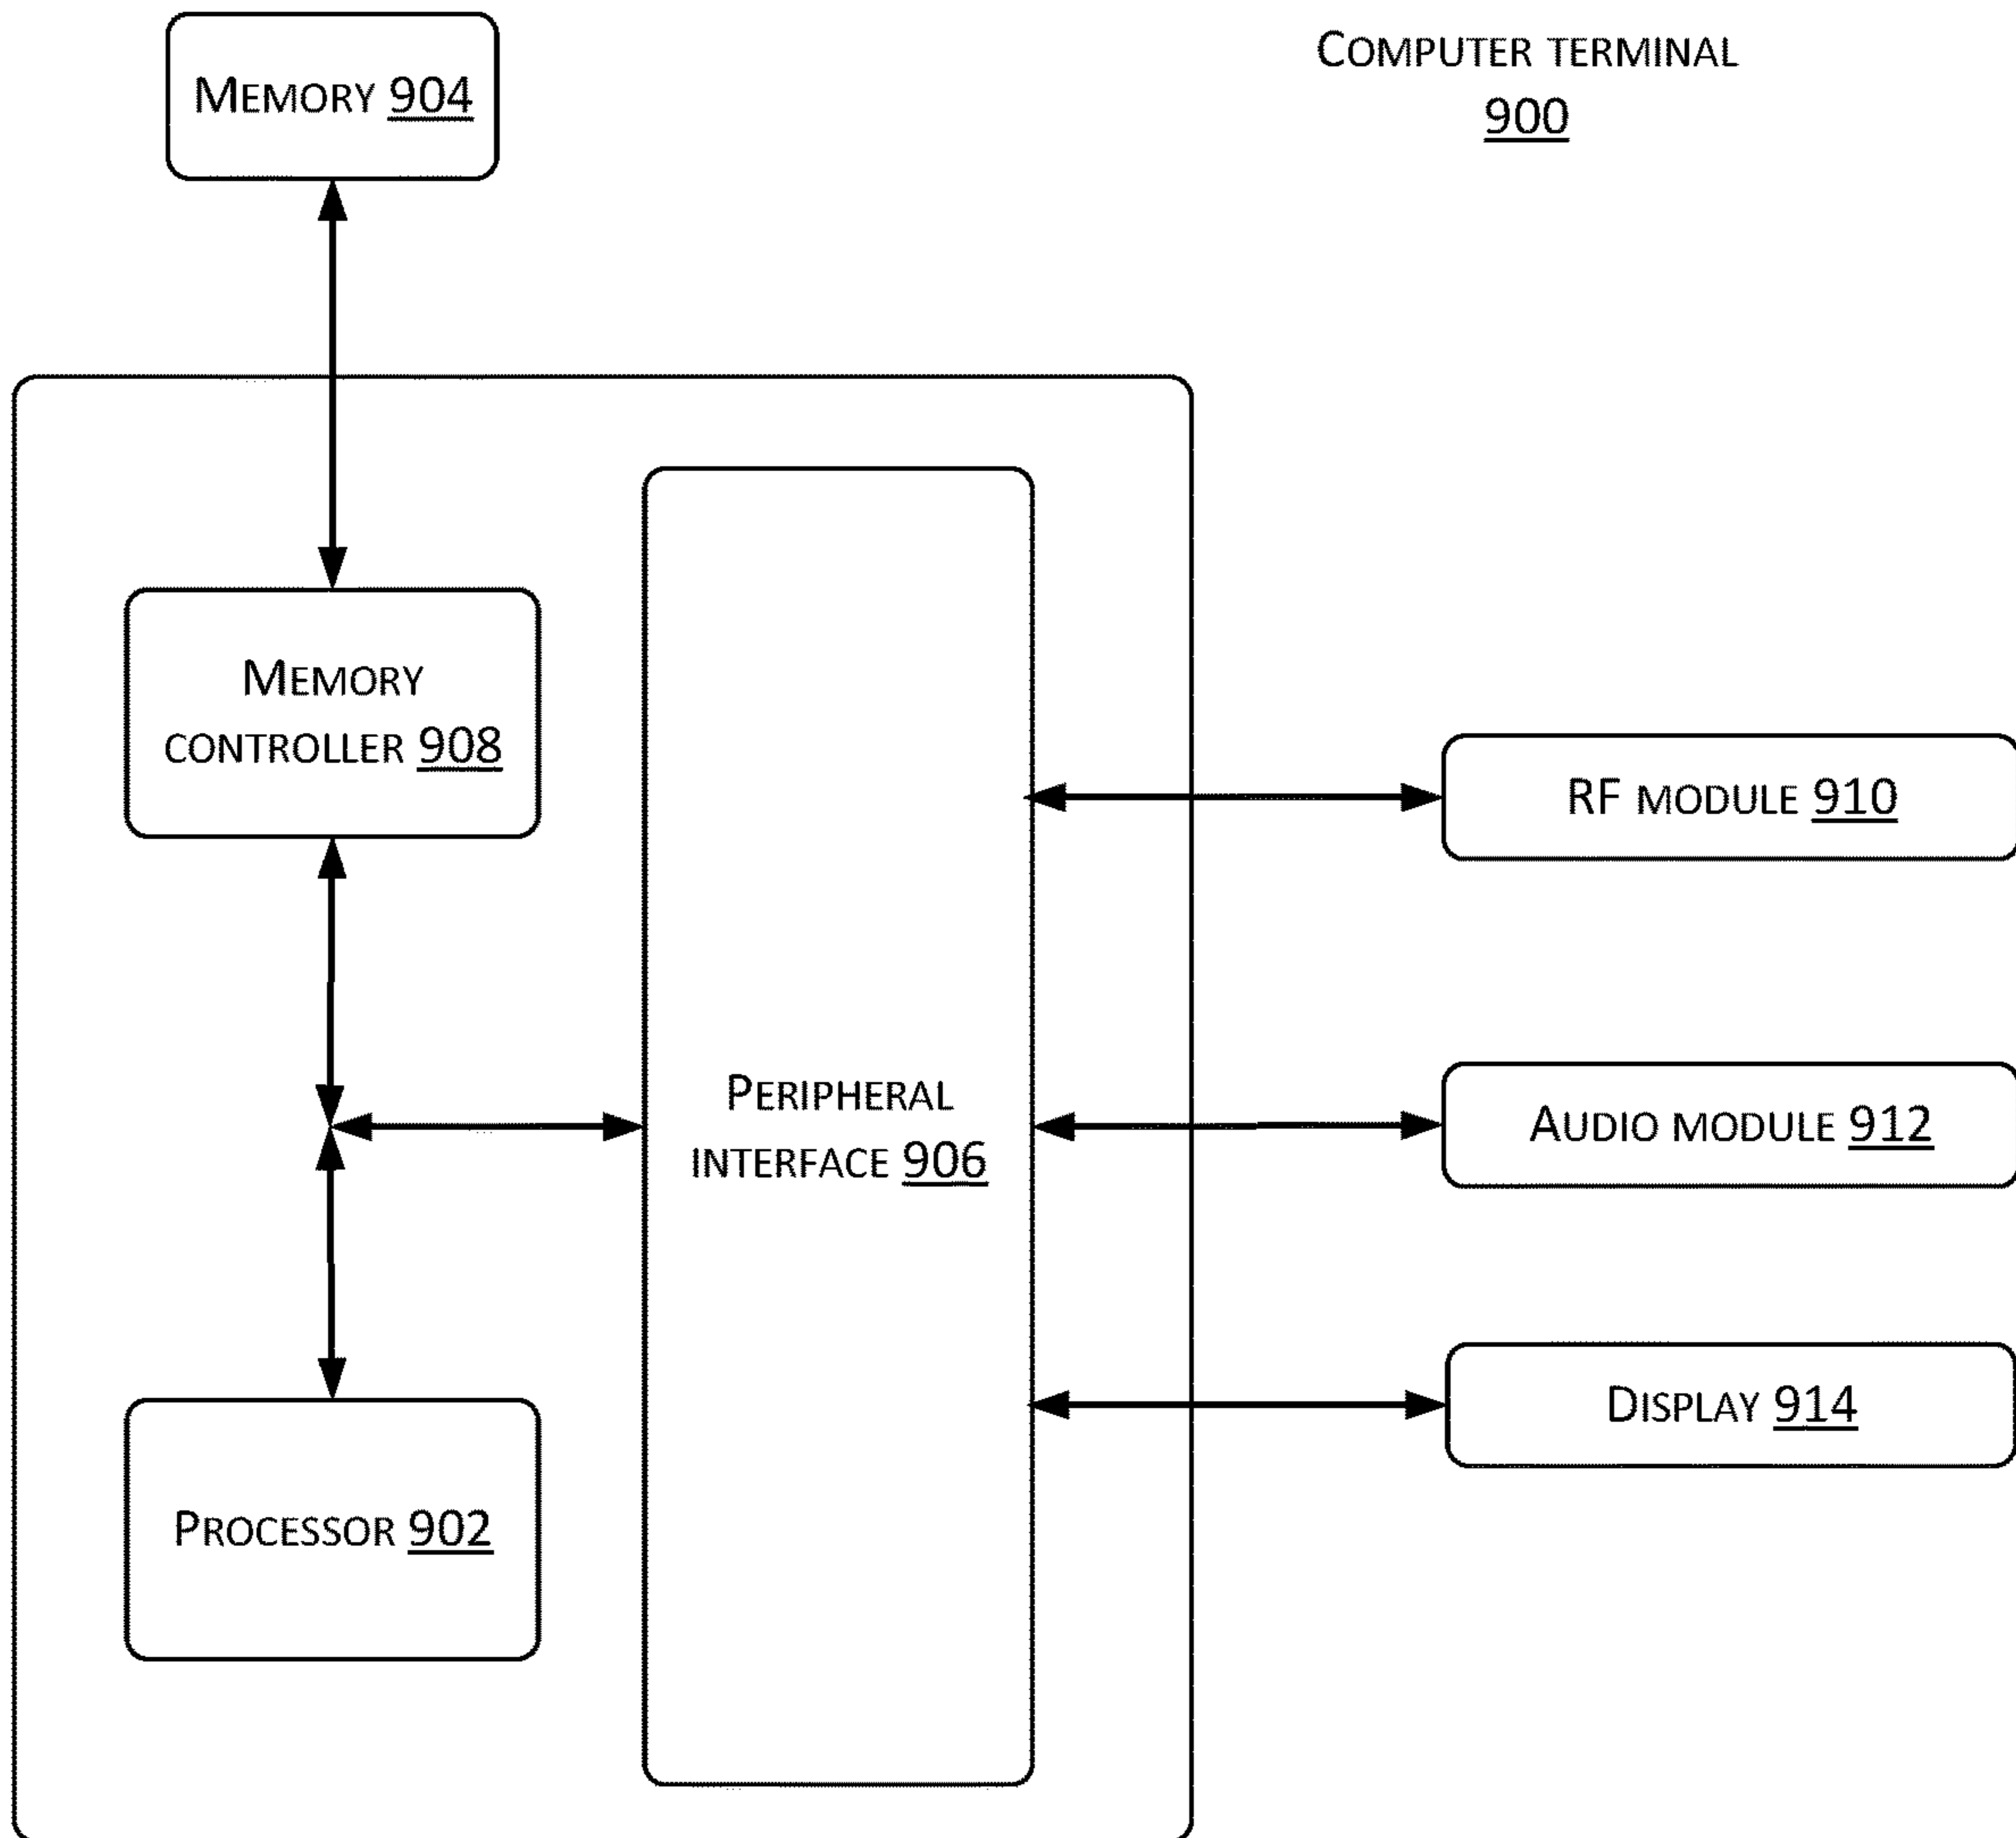 MEMORY 904
COMPUTER TERMINAL
900
MEMORY
CONTROLLER 908
RF MODULE 910
PERIPHERAL
INTERFACE 906
AUDIO MODULE 912
DISPLAY 914
PROCESSOR 902